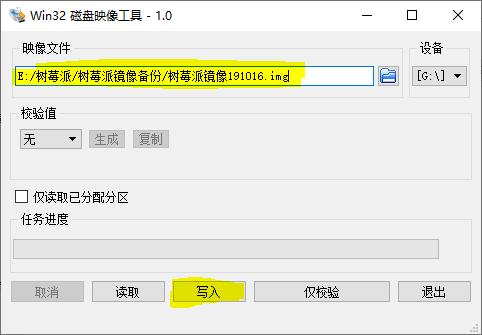 Win32 磁盘映像工具 - 1.0
映像文件
设备
E:/树莓派/树莓派镜像备份/树莓派镜像191016.img
[G:\]
校验值
无
生成
复制
仅读取已分配分区
任务进度
取消
读取
写入
仅校验
退出